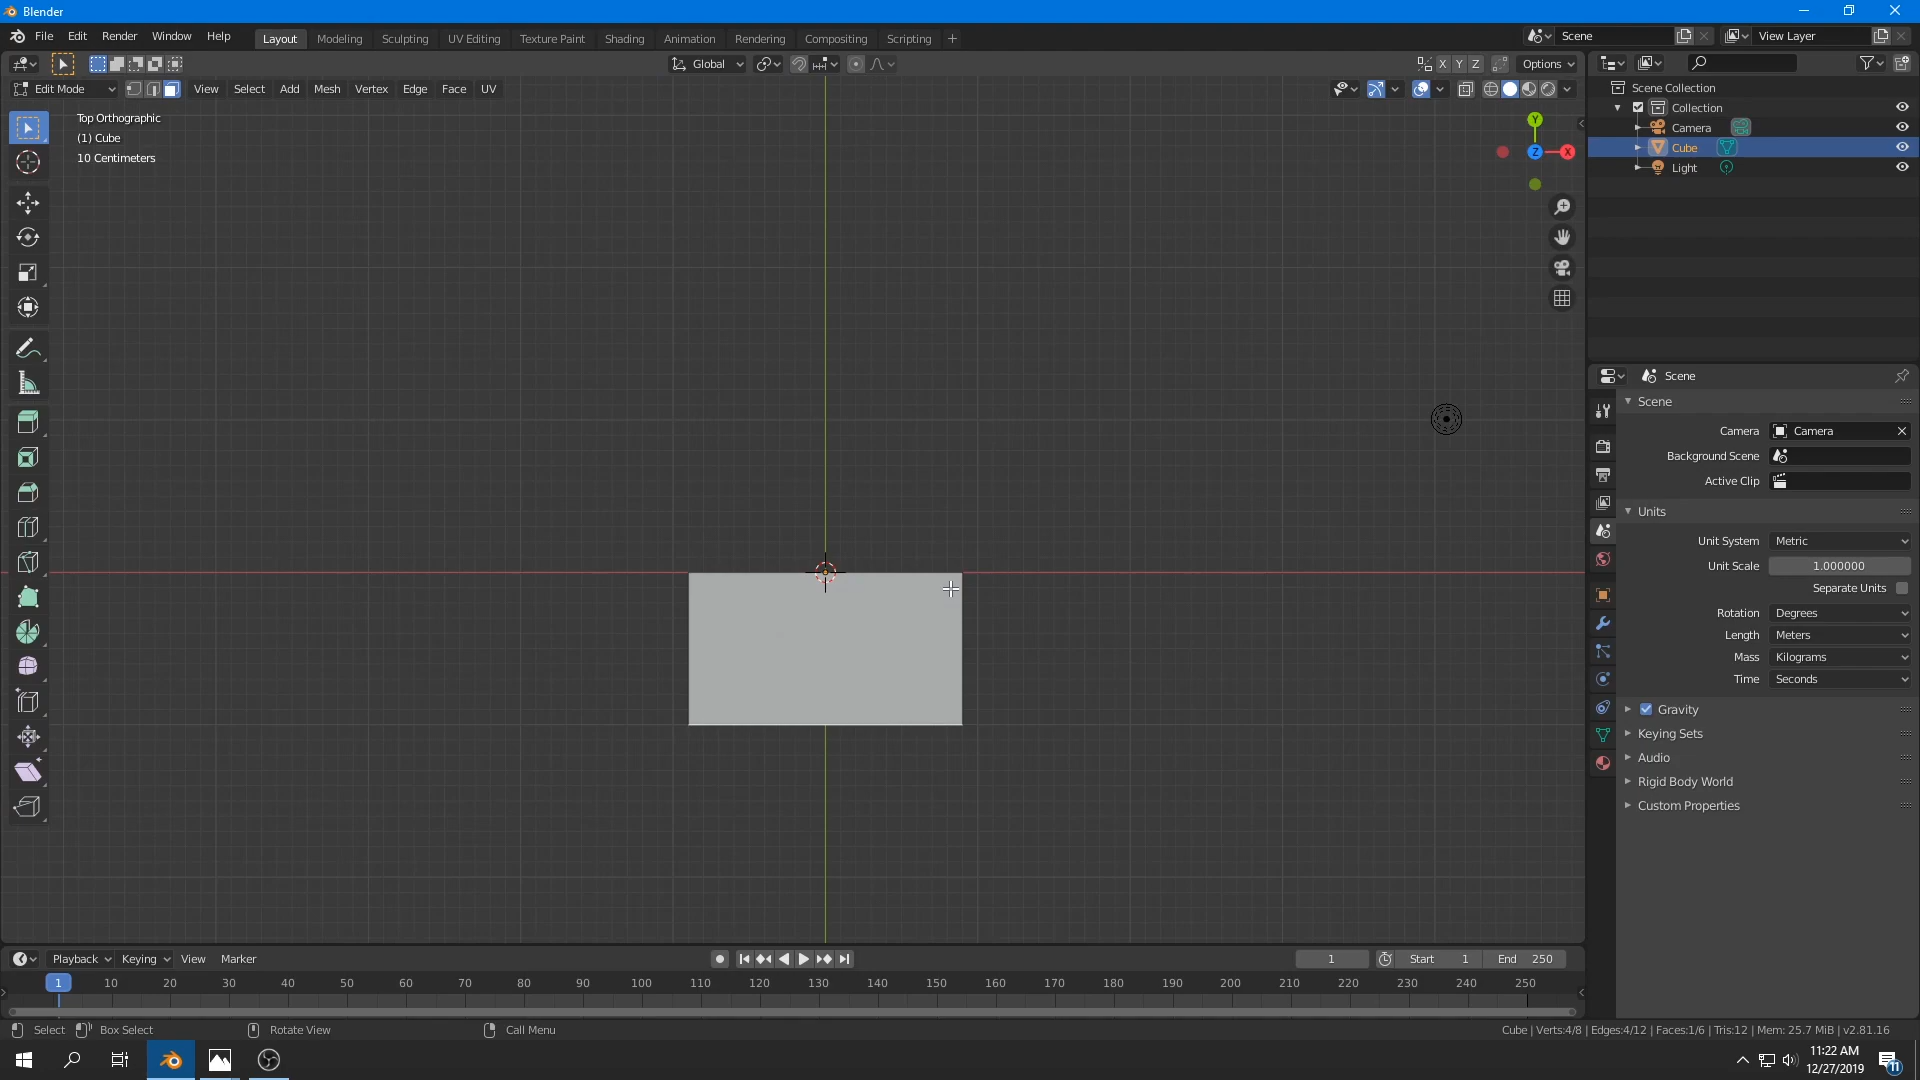 Blender
File Edit Render Window Help Layout Modeling Sculpting UV Editing Texture Paint Shading Animation Rendering Compositing Scripting + Scene View Layer
Global X Y Z Options
Edit Mode View Select Add Mesh Vertex Edge Face UV
Scene Collection
Collection
Camera
Cube
Light
Top Orthographic
(1) Cube
10 Centimeters
Y
Z X
Scene
Scene
Camera Camera
Background Scene
Active Clip
Units
Unit System Metric
Unit Scale 1.000000
Separate Units
Rotation Degrees
Length Meters
Mass Kilograms
Time Seconds
Gravity
Keying Sets
Audio
Rigid Body World
Custom Properties
Playback Keying View Marker 1 Start 1 End 250
1 10 20 30 40 50 60 70 80 90 100 110 120 130 140 150 160 170 180 190 200 210 220 230 240 250
Select Box Select Rotate View Call Menu Cube | Verts:4/8 | Edges:4/12 | Faces:1/6 | Tris:12 | Mem: 25.7 MiB | v2.81.16
11:22 AM
12/27/2019
11